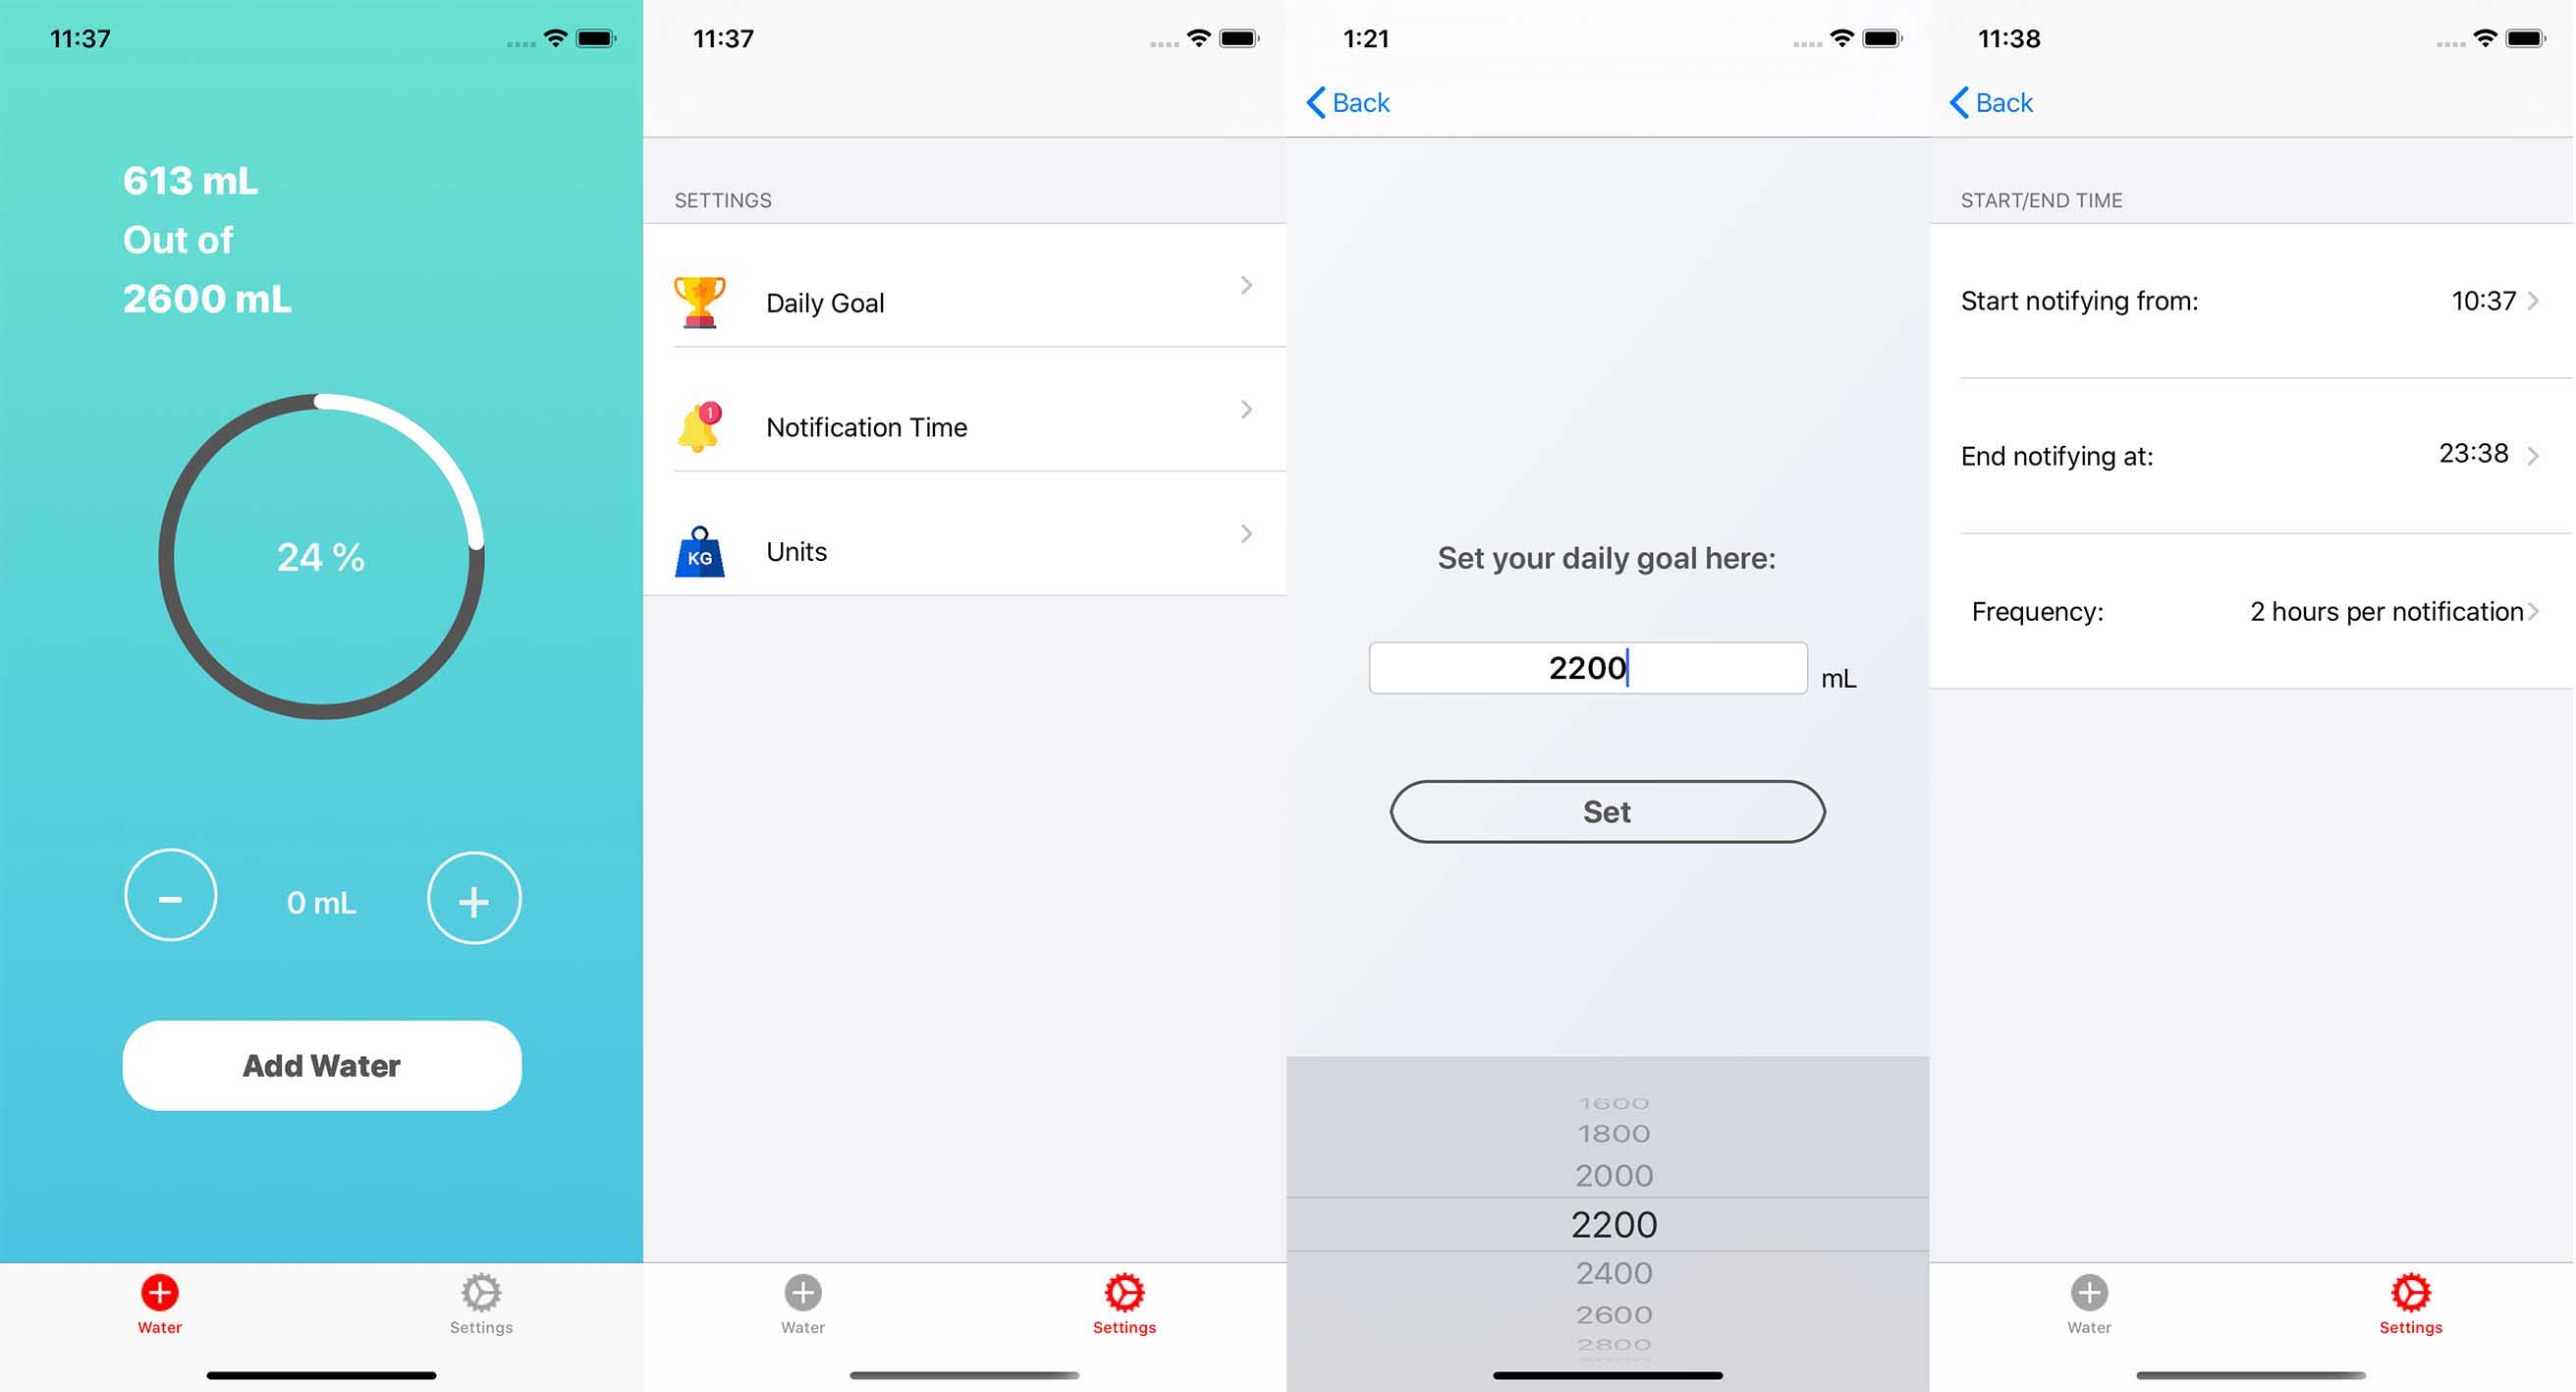 11:37
613 mL
Out of
2600 mL
24 %
- 0 mL +
Add Water
Water Settings
11:37
SETTINGS
Daily Goal
1
Notification Time
KG
Units
Water Settings
1:21
Back
Set your daily goal here:
2200 mL
Set
1600
1800
2000
2200
2400
2600
2800
11:38
Back
START/END TIME
Start notifying from: 10:37
End notifying at: 23:38
Frequency: 2 hours per notification
Water Settings